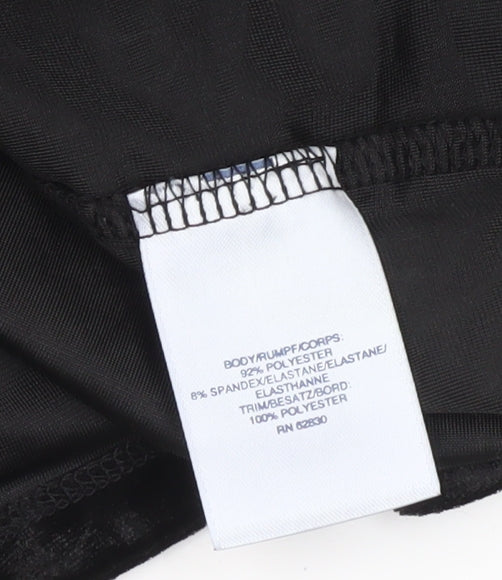 BODY/RUMPF/CORPS:
92% POLYESTER
8% SPANDEX/ELASTANE/ELASTANE/
ELASTHANNE
TRIM/BESATZ/BORD:
100% POLYESTER
RN 62830